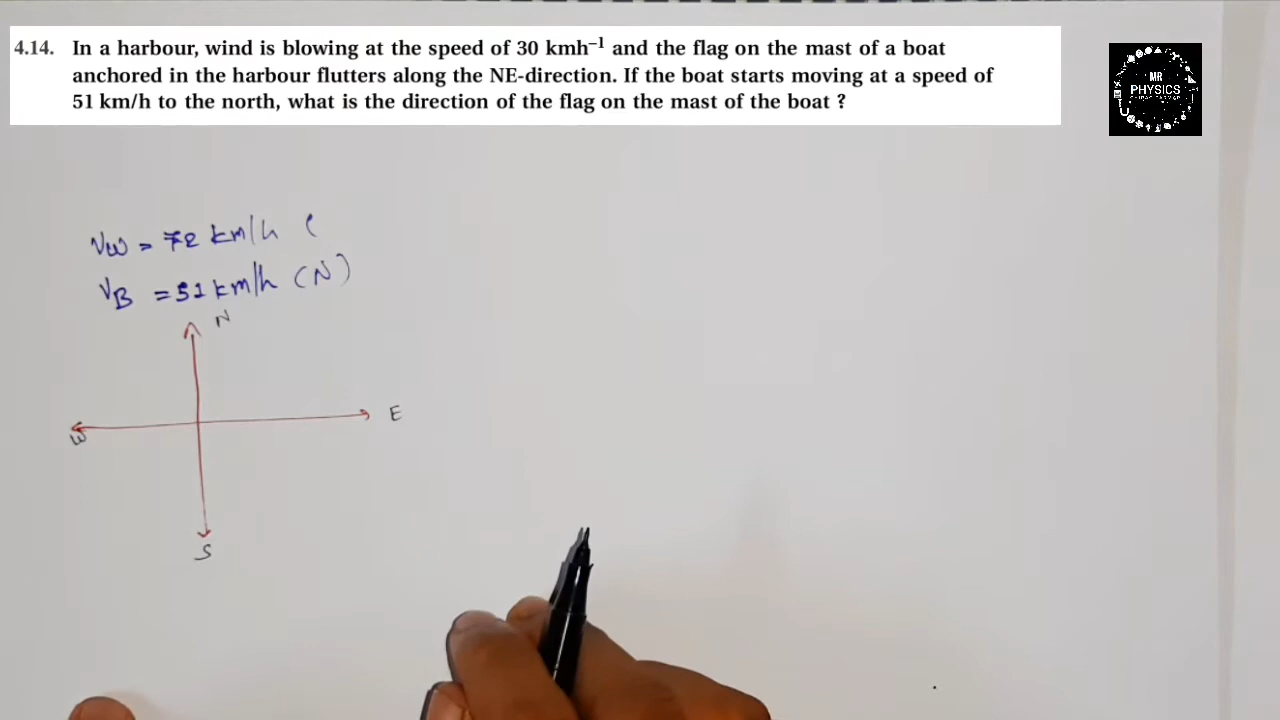 4.14. In a harbour, wind is blowing at the speed of 30 kmh⁻¹ and the flag on the mast of a boat
anchored in the harbour flutters along the NE-direction. If the boat starts moving at a speed of
51 km/h to the north, what is the direction of the flag on the mast of the boat ?
MR
PHYSICS
Vw = 72 km/h (
VB = 51 km/h (N)
N
W
E
S